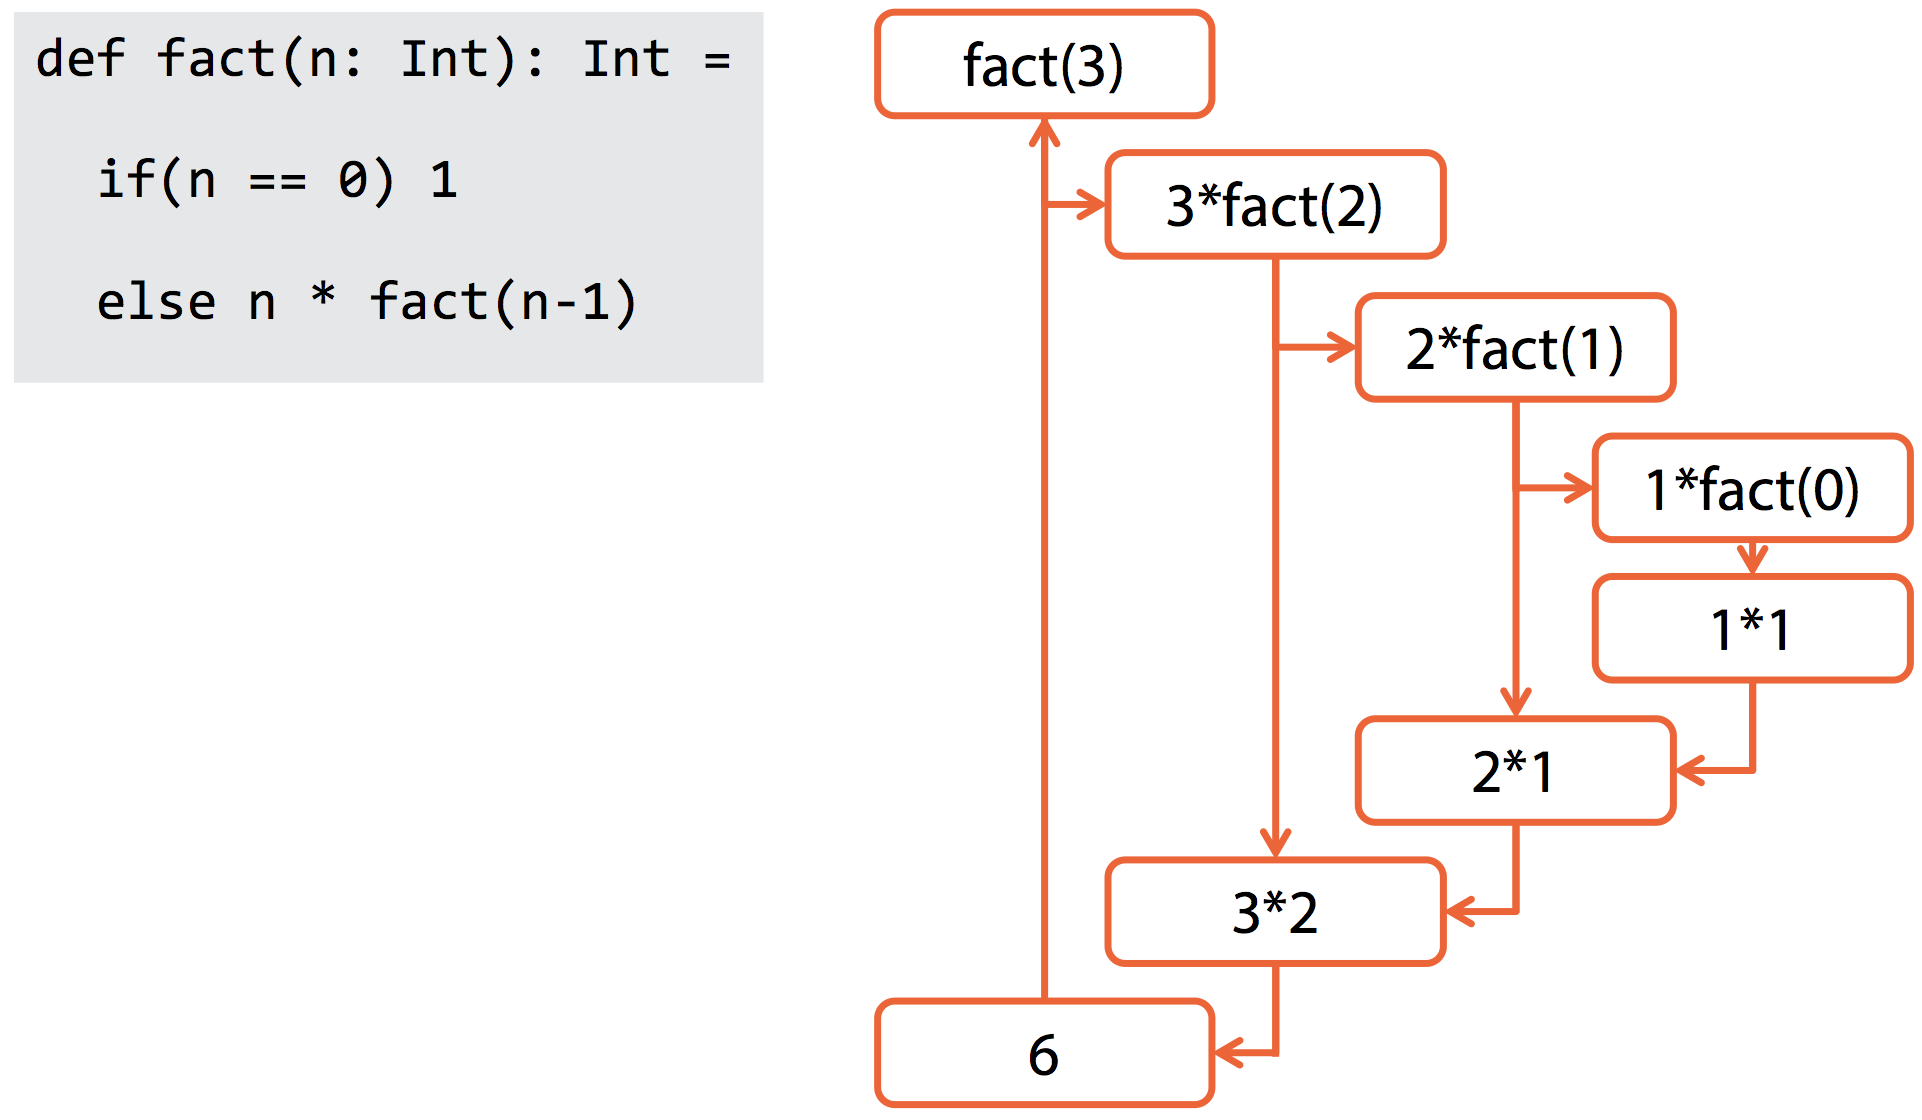 def fact(n: Int): Int =
if(n == 0) 1
else n * fact(n-1)
fact(3)
3*fact(2)
2*fact(1)
1*fact(0)
1*1
2*1
3*2
6